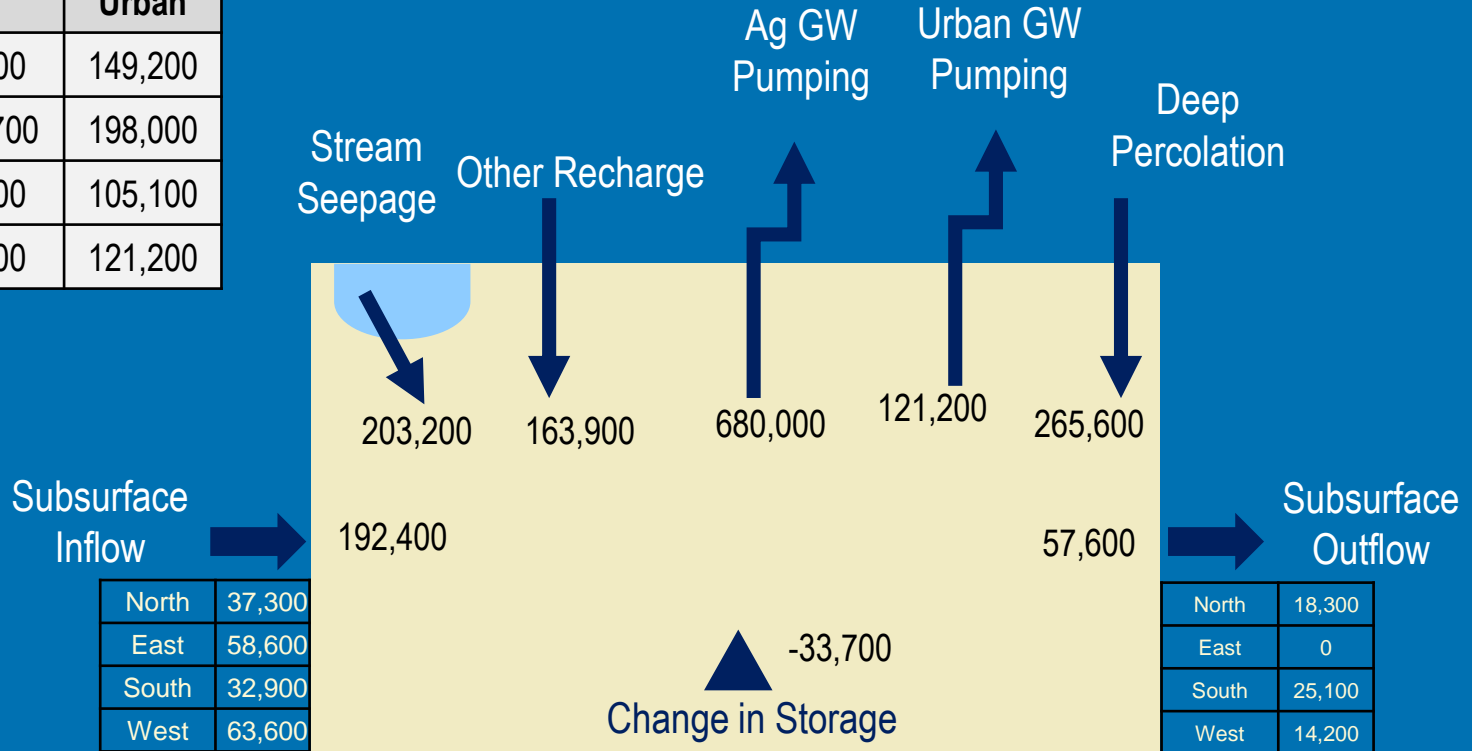 Urban
149,200
198,000
105,100
121,200
Ag GW
Pumping
Urban GW
Pumping
Deep
Percolation
Stream
Seepage
Other Recharge
203,200
163,900
680,000
121,200
265,600
Subsurface
Inflow
192,400
57,600
Subsurface
Outflow
North 37,300
East 58,600
South 32,900
West 63,600
-33,700
Change in Storage
North 18,300
East 0
South 25,100
West 14,200